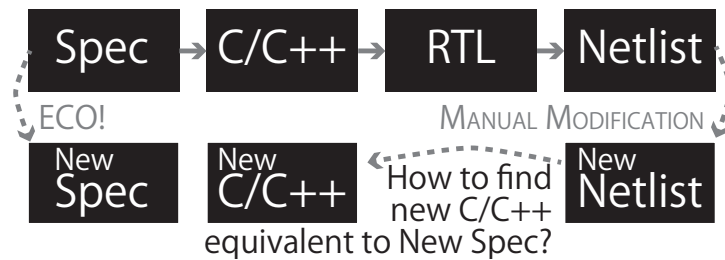 Spec C/C++ RTL Netlist
ECO! MANUAL MODIFICATION
New Spec
New C/C++
How to find
new C/C++
equivalent to New Spec?
New Netlist